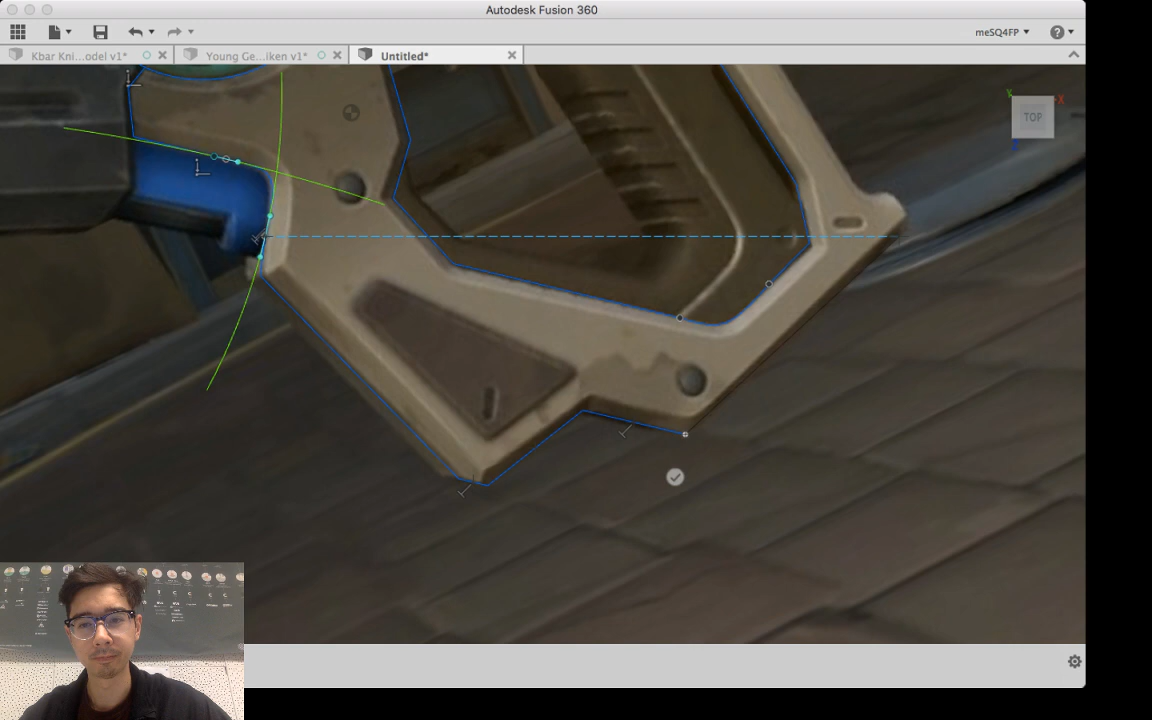 Autodesk Fusion 360
meSQ4FP
Kbar Kni...odel v1*
Young Ge...iken v1*
Untitled*
Y
X
TOP
Z